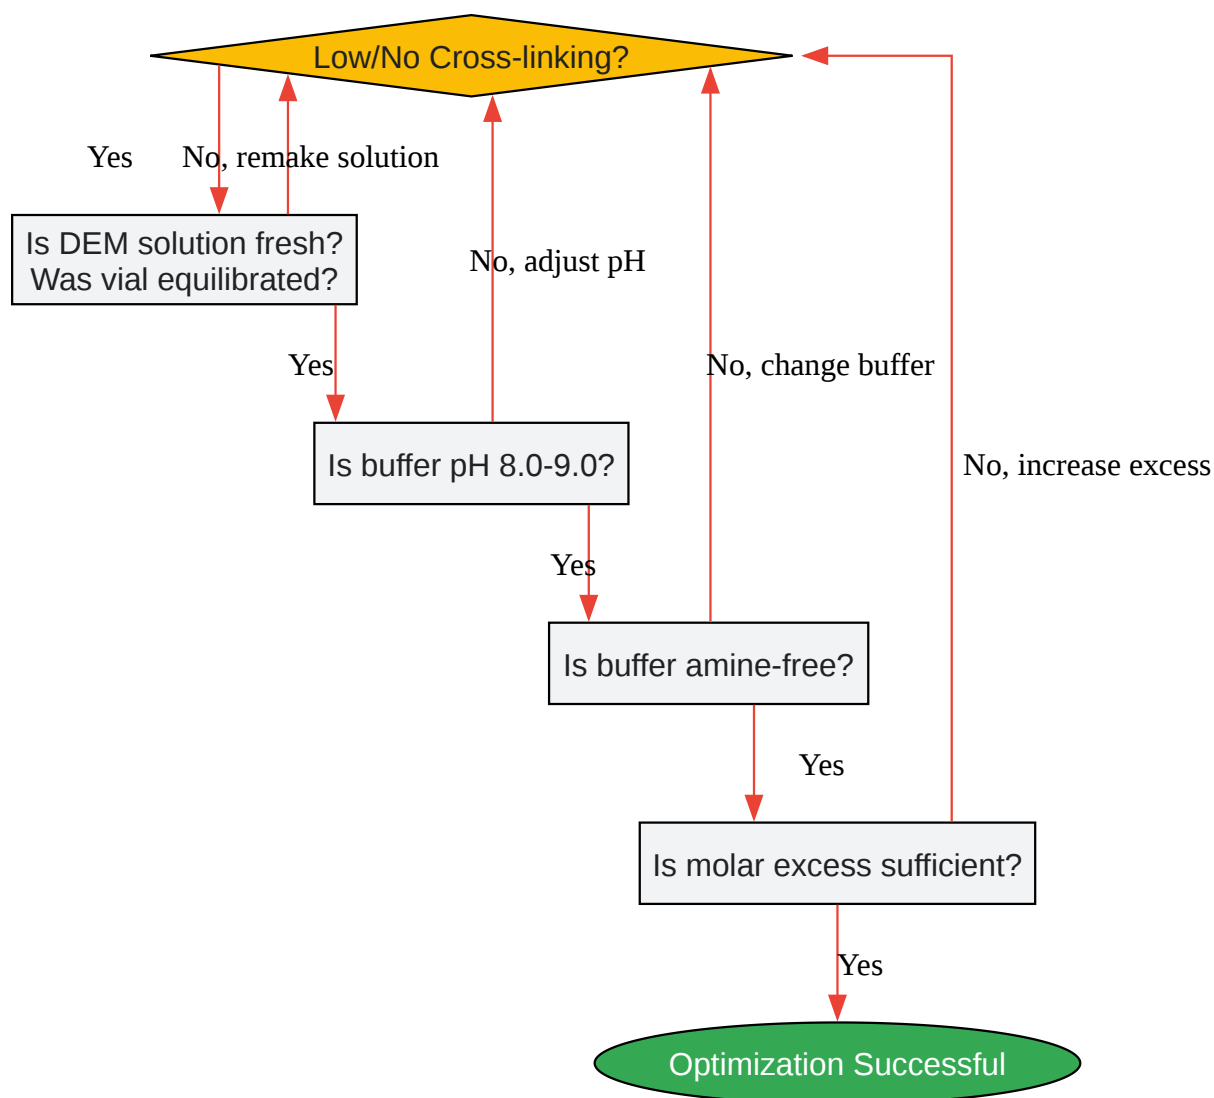 Low/No Cross-linking?
Yes
No, remake solution
Is DEM solution fresh?
Was vial equilibrated?
No, adjust pH
Yes
No, change buffer
Is buffer pH 8.0-9.0?
No, increase excess
Yes
Is buffer amine-free?
Yes
Is molar excess sufficient?
Yes
Optimization Successful